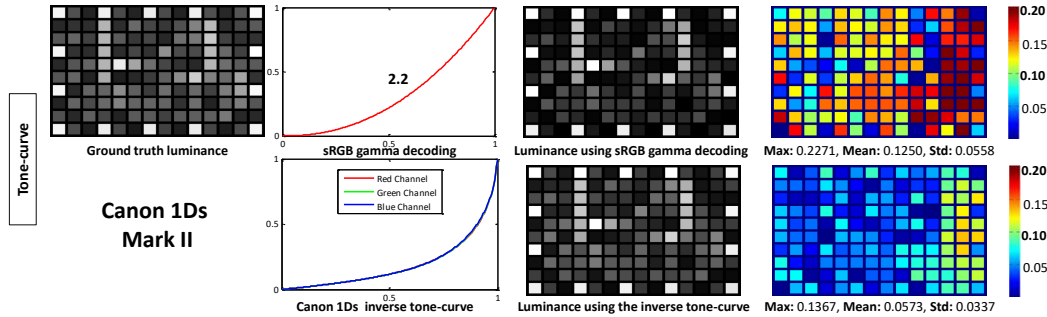 Tone-curve
Ground truth luminance
1
0.5
0
0.5
1
2.2
sRGB gamma decoding
Luminance using sRGB gamma decoding
0.20
0.15
0.10
0.05
0.00
Max: 0.2271, Mean: 0.1250, Std: 0.0558
Canon 1Ds
Mark II
1
0.5
0
0.5
1
Red Channel
Green Channel
Blue Channel
Canon 1Ds inverse tone-curve
Luminance using the inverse tone-curve
0.20
0.15
0.10
0.05
0.00
Max: 0.1367, Mean: 0.0573, Std: 0.0337